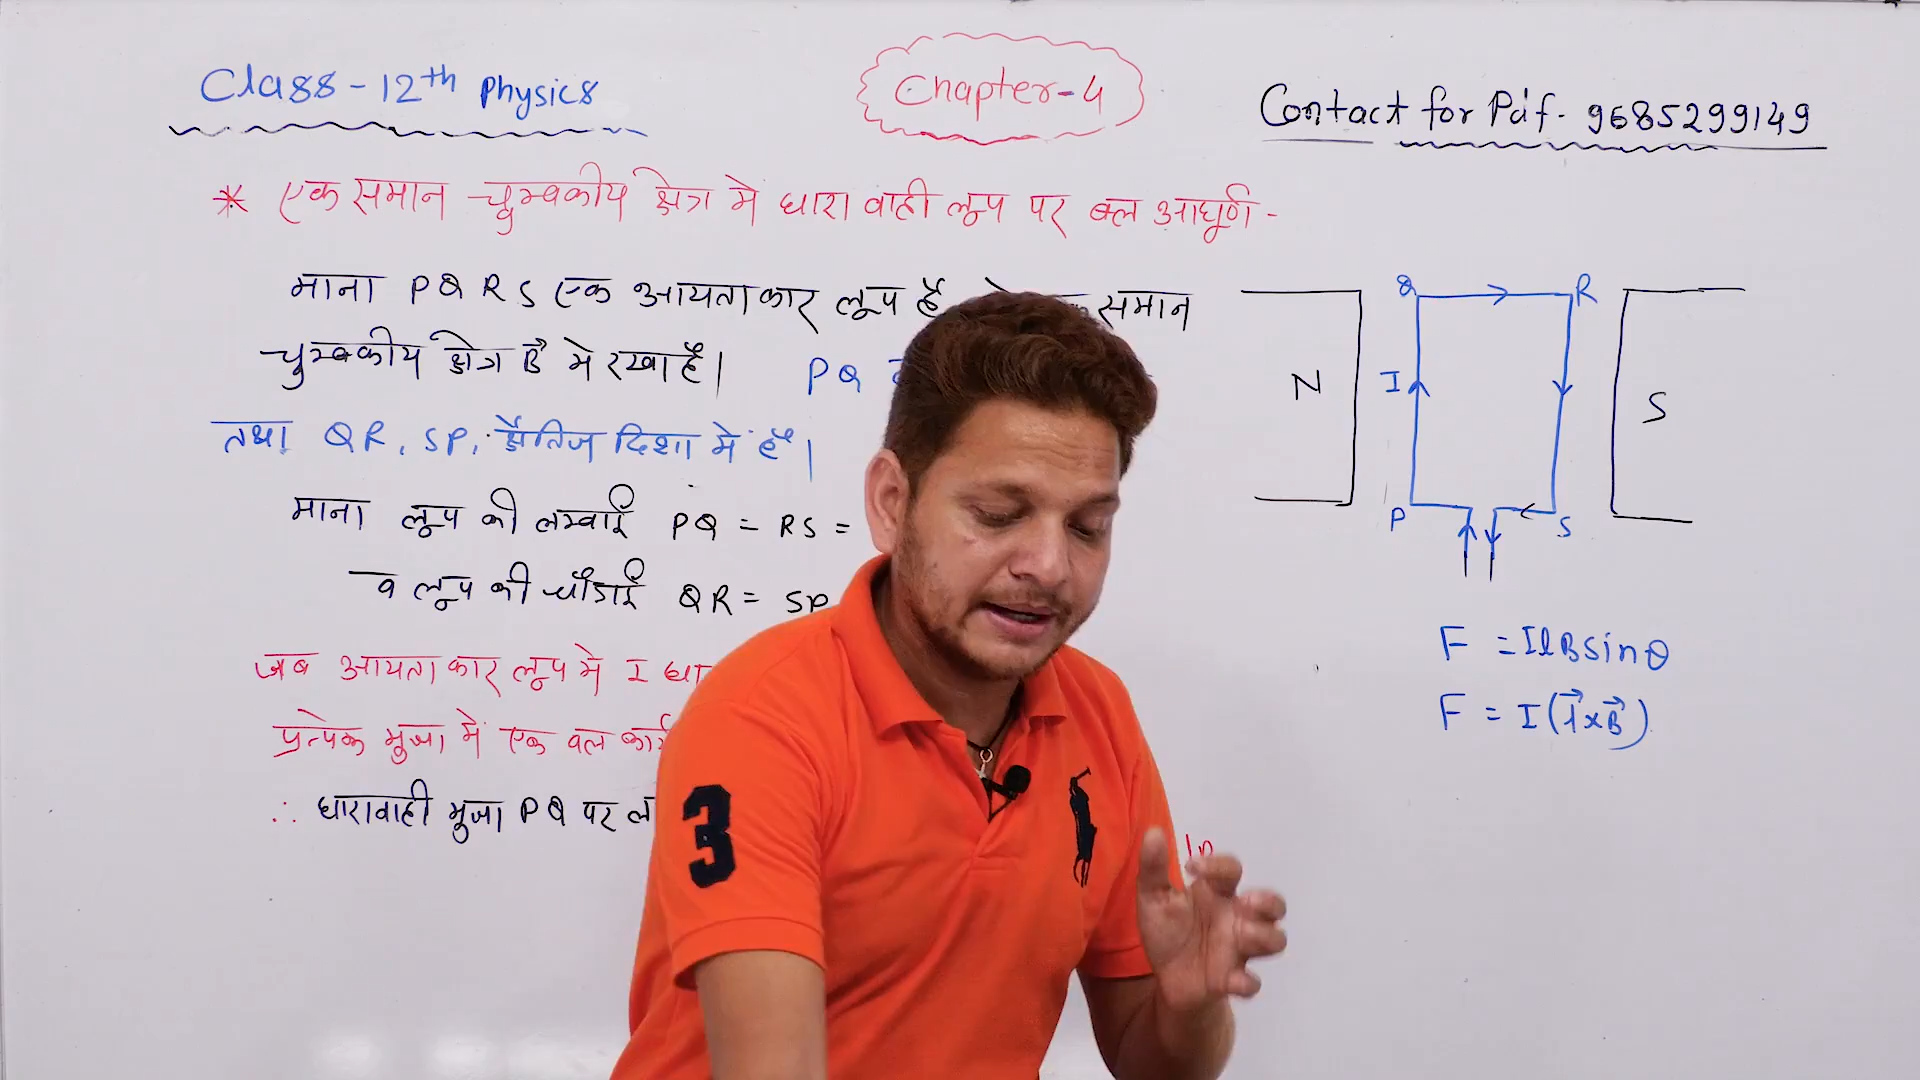 Class - 12th Physics
Chapter-4
Contact for Pdf - 9685299149
* एक समान चुम्बकीय क्षेत्र मे धारा वाही लूप पर बल आघूर्ण -
माना PQRS एक आयताकार लूप है समान
चुम्बकीय क्षेत्र B⃗ मे रखा है।
PQ
तथा QR, SP, क्षैतिज दिशा मे है।
माना लूप की लम्बाई PQ = RS =
व लूप की चौडाई QR = SP
जब आयताकार लूप मे I
प्रत्येक भुजा मे एक बल
∴ धारावाही भुजा PQ पर
Q R
I
N
S
P S
F = IlBsinθ
F = I(l⃗ × B⃗)
3